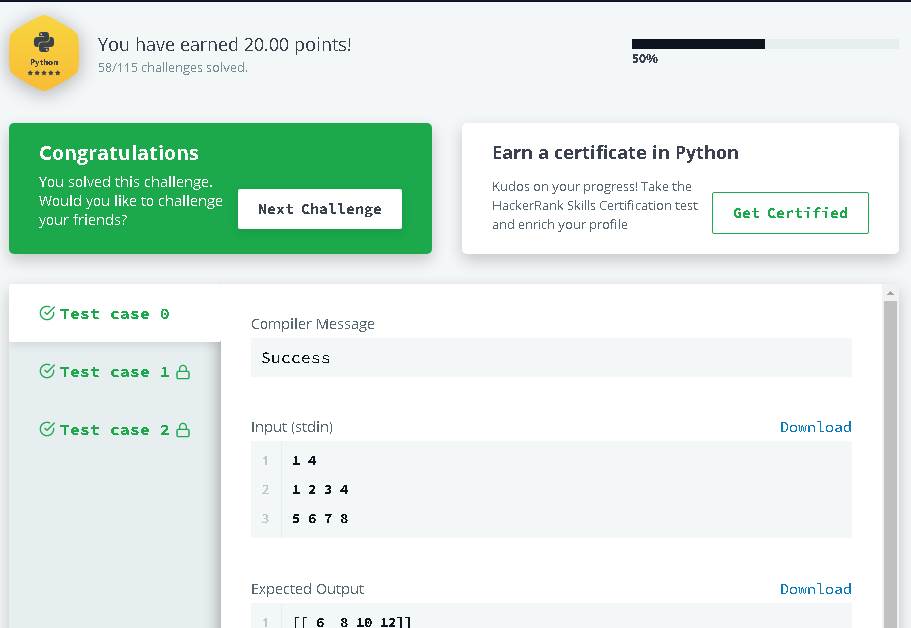 Python
You have earned 20.00 points!
58/115 challenges solved.
50%
Congratulations
You solved this challenge.
Would you like to challenge
your friends?
Next Challenge
Earn a certificate in Python
Kudos on your progress! Take the
HackerRank Skills Certification test
and enrich your profile
Get Certified
Test case 0
Test case 1
Test case 2
Compiler Message
Success
Input (stdin)
Download
1 1 4
2 1 2 3 4
3 5 6 7 8
Expected Output
Download
1 [[ 6  8 10 12]]